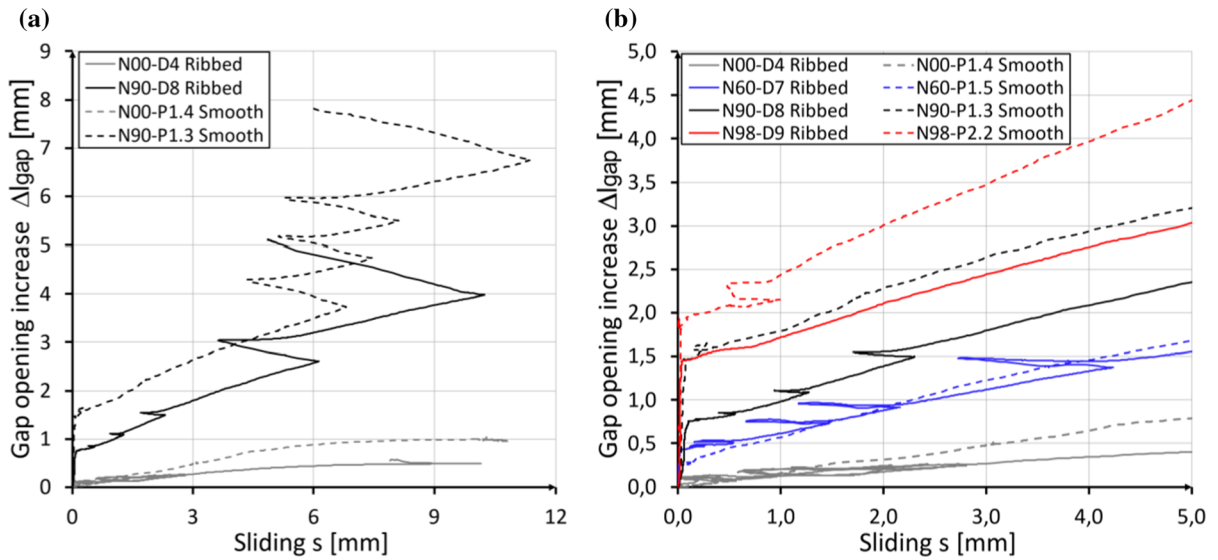 (a)
9
8
7
6
5
4
3
2
1
0
Gap opening increase Δlgap [mm]
N00-D4 Ribbed
N90-D8 Ribbed
N00-P1.4 Smooth
N90-P1.3 Smooth
0 3 6 9 12
Sliding s [mm]
(b)
5,0
4,5
4,0
3,5
3,0
2,5
2,0
1,5
1,0
0,5
0,0
Gap opening increase Δlgap [mm]
N00-D4 Ribbed N00-P1.4 Smooth
N60-D7 Ribbed N60-P1.5 Smooth
N90-D8 Ribbed N90-P1.3 Smooth
N98-D9 Ribbed N98-P2.2 Smooth
0,0 1,0 2,0 3,0 4,0 5,0
Sliding s [mm]